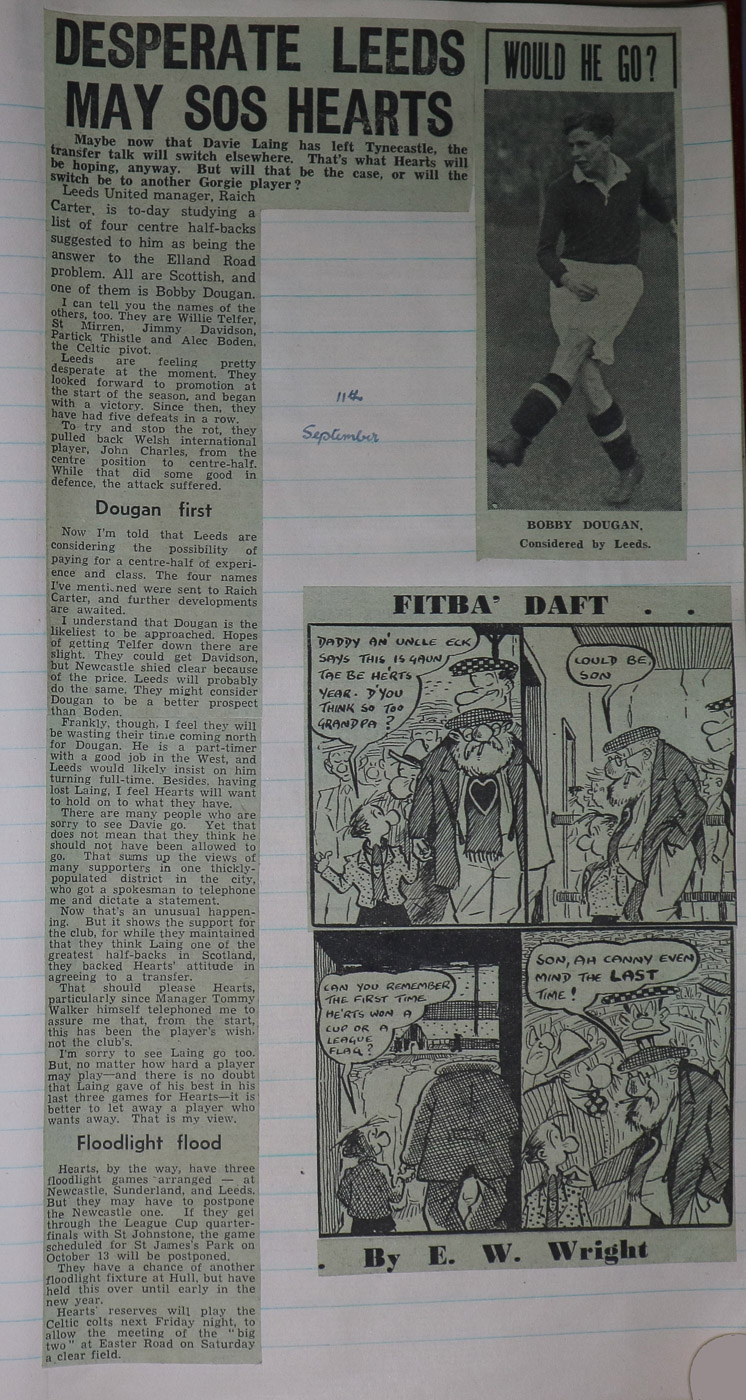 DESPERATE LEEDS
MAY SOS HEARTS
Maybe now that Davie Laing has left Tynecastle, the
transfer talk will switch elsewhere. That's what Hearts will
be hoping, anyway. But will that be the case, or will the
switch be to another Gorgie player?
Leeds United manager, Raich
Carter, is to-day studying a
list of four centre half-backs
suggested to him as being the
answer to the Elland Road
problem. All are Scottish, and
one of them is Bobby Dougan.
I can tell you the names of the
others, too. They are Willie Telfer,
St Mirren, Jimmy Davidson,
Partick Thistle and Alec Boden,
the Celtic pivot.
Leeds are feeling pretty
desperate at the moment. They
looked forward to promotion at
the start of the season, and began
with a victory. Since then, they
have had five defeats in a row.
To try and stop the rot, they
pulled back Welsh international
player, John Charles, from the
centre position to centre-half.
While that did some good in
defence, the attack suffered.
Dougan first
Now I'm told that Leeds are
considering the possibility of
paying for a centre-half of experi-
ence and class. The four names
I've mentioned were sent to Raich
Carter, and further developments
are awaited.
I understand that Dougan is the
likeliest to be approached. Hopes
of getting Telfer down there are
slight. They could get Davidson,
but Newcastle shied clear because
of the price. Leeds will probably
do the same. They might consider
Dougan to be a better prospect
than Boden.
Frankly, though, I feel they will
be wasting their time coming north
for Dougan. He is a part-timer
with a good job in the West, and
Leeds would likely insist on him
turning full-time. Besides, having
lost Laing, I feel Hearts will want
to hold on to what they have.
There are many people who are
sorry to see Davie go. Yet that
does not mean that they think he
should not have been allowed to
go. That sums up the views of
many supporters in one thickly-
populated district in the city,
who got a spokesman to telephone
me and dictate a statement.
Now that's an unusual happen-
ing. But it shows the support for
the club, for while they maintained
that they think Laing one of the
greatest half-backs in Scotland,
they backed Hearts' attitude in
agreeing to a transfer.
That should please Hearts,
particularly since Manager Tommy
Walker himself telephoned me to
assure me that, from the start,
this has been the player's wish,
not the club's.
I'm sorry to see Laing go too.
But, no matter how hard a player
may play—and there is no doubt
that Laing gave of his best in his
last three games for Hearts—it is
better to let away a player who
wants away. That is my view.
Floodlight flood
Hearts, by the way, have three
floodlight games arranged — at
Newcastle, Sunderland, and Leeds.
But they may have to postpone
the Newcastle one. If they get
through the League Cup quarter-
finals with St Johnstone, the game
scheduled for St James's Park on
October 13 will be postponed.
They have a chance of another
floodlight fixture at Hull, but have
held this over until early in the
new year.
Hearts' reserves will play the
Celtic colts next Friday night, to
allow the meeting of the "big
two" at Easter Road on Saturday
a clear field.
WOULD HE GO?
BOBBY DOUGAN,
Considered by Leeds.
11th
September
FITBA' DAFT . .
DADDY AN' UNCLE ECK
SAYS THIS IS GAUN
TAE BE HE'RTS
YEAR. D'YOU
THINK SO TOO
GRANDPA?
COULD BE,
SON
CAN YOU REMEMBER
THE FIRST TIME
HE'RTS WON A
CUP OR A
LEAGUE
FLAG?
SON, AH CANNY EVEN
MIND THE LAST
TIME!
. By E. W. Wright